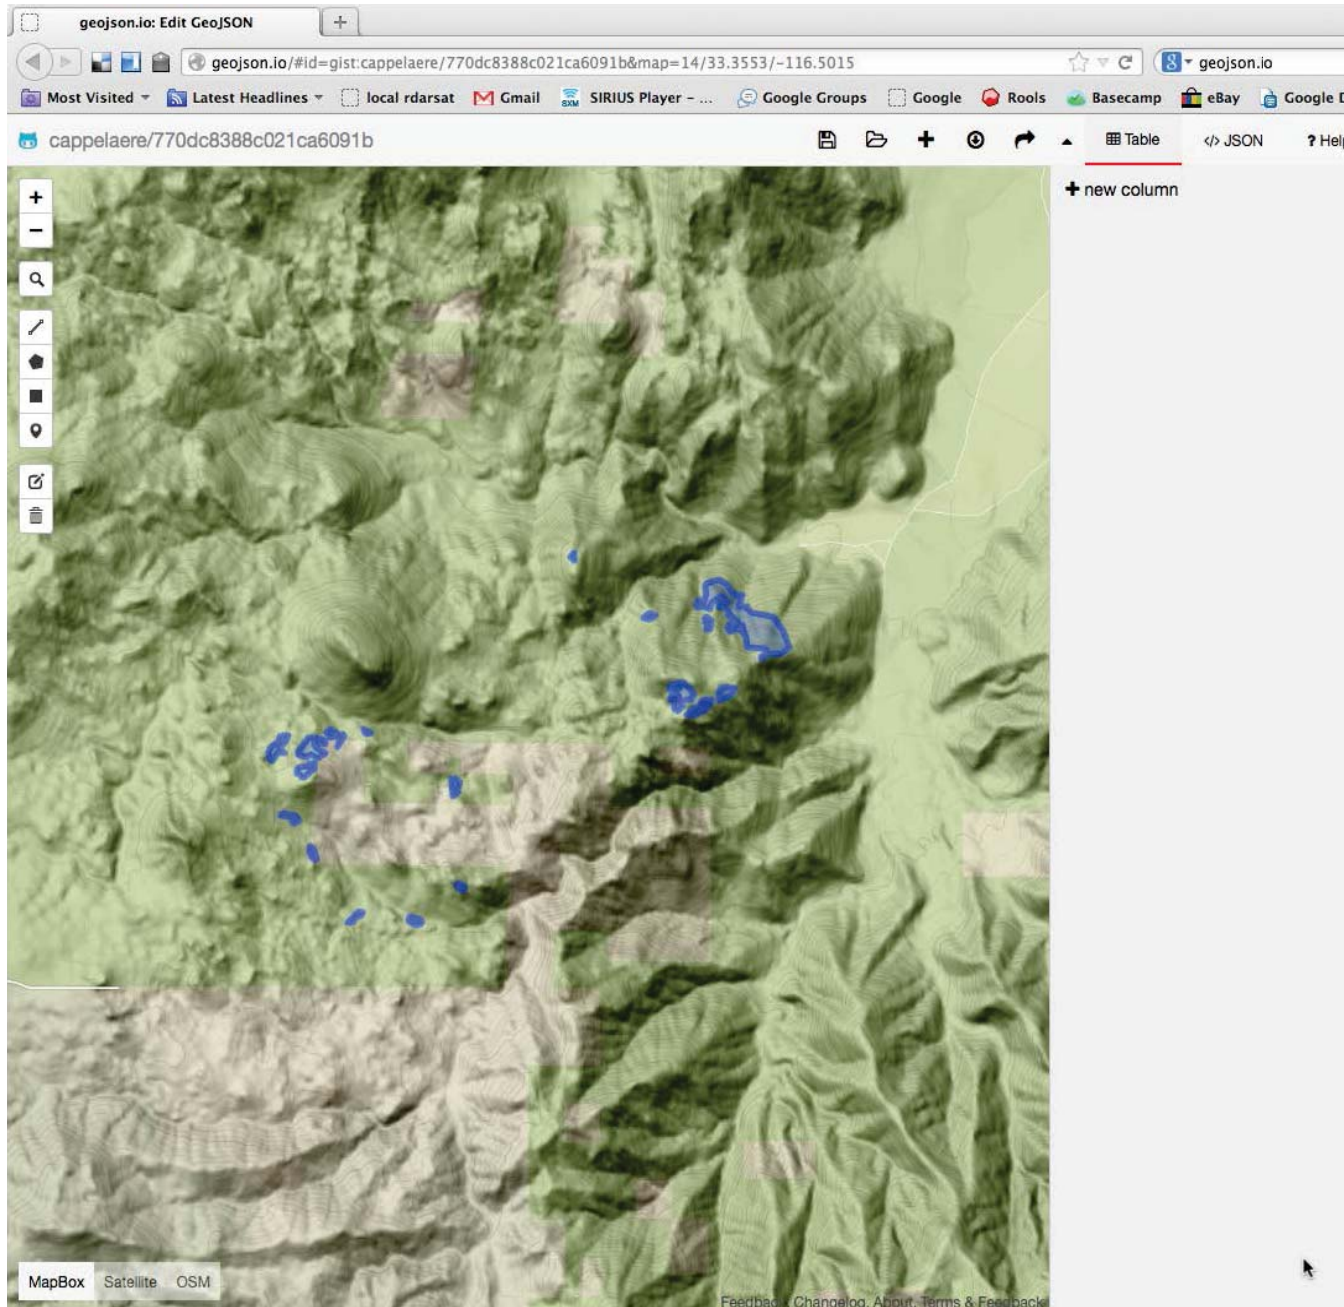 geojson.io: Edit GeoJSON
geojson.io/#id=gist:cappelaere/770dc8388c021ca6091b&map=14/33.3553/-116.5015
geojson.io
Most Visited Latest Headlines local rdarsat Gmail SIRIUS Player - ... Google Groups Google Rools Basecamp eBay Google D
cappelaere/770dc8388c021ca6091b
Table </> JSON ? Hel
+ new column
+
−
MapBox Satellite OSM
Feedback Changelog, About, Terms & Feedback